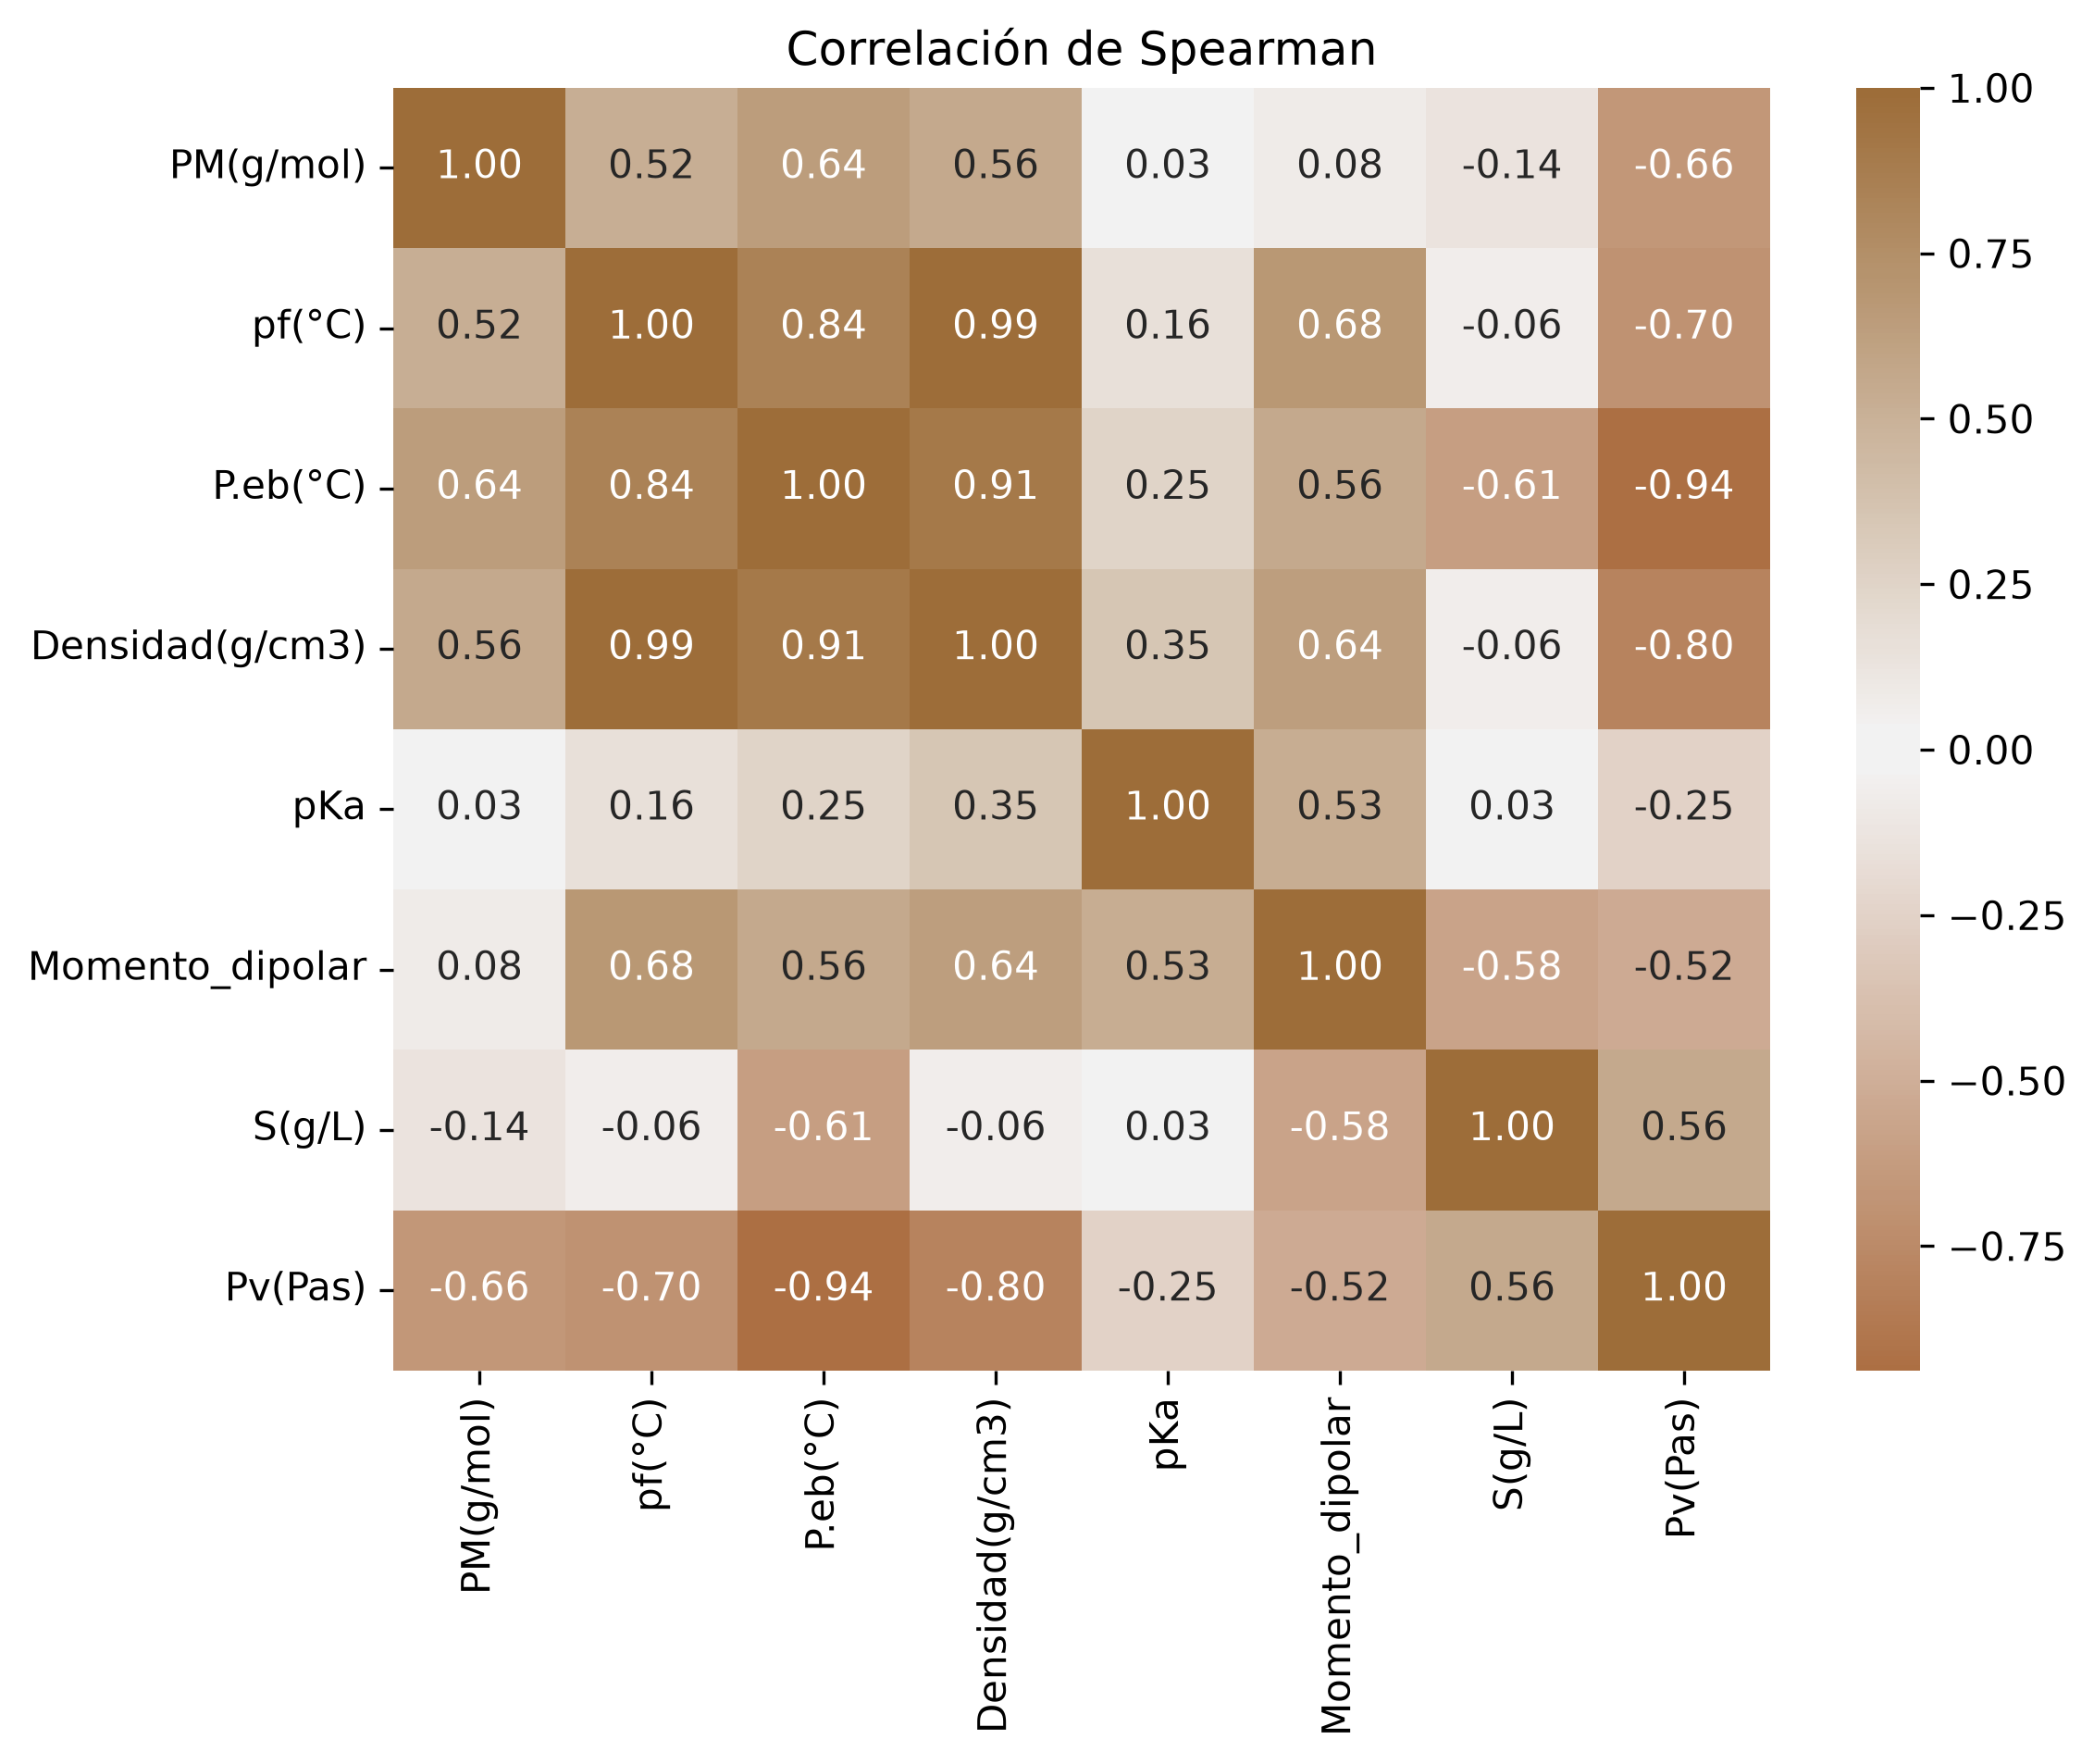 Correlación de Spearman
PM(g/mol) 1.00 0.52 0.64 0.56 0.03 0.08 -0.14 -0.66
pf(°C) 0.52 1.00 0.84 0.99 0.16 0.68 -0.06 -0.70
P.eb(°C) 0.64 0.84 1.00 0.91 0.25 0.56 -0.61 -0.94
Densidad(g/cm3) 0.56 0.99 0.91 1.00 0.35 0.64 -0.06 -0.80
pKa 0.03 0.16 0.25 0.35 1.00 0.53 0.03 -0.25
Momento_dipolar 0.08 0.68 0.56 0.64 0.53 1.00 -0.58 -0.52
S(g/L) -0.14 -0.06 -0.61 -0.06 0.03 -0.58 1.00 0.56
Pv(Pas) -0.66 -0.70 -0.94 -0.80 -0.25 -0.52 0.56 1.00
PM(g/mol)
pf(°C)
P.eb(°C)
Densidad(g/cm3)
pKa
Momento_dipolar
S(g/L)
Pv(Pas)
1.00
0.75
0.50
0.25
0.00
−0.25
−0.50
−0.75